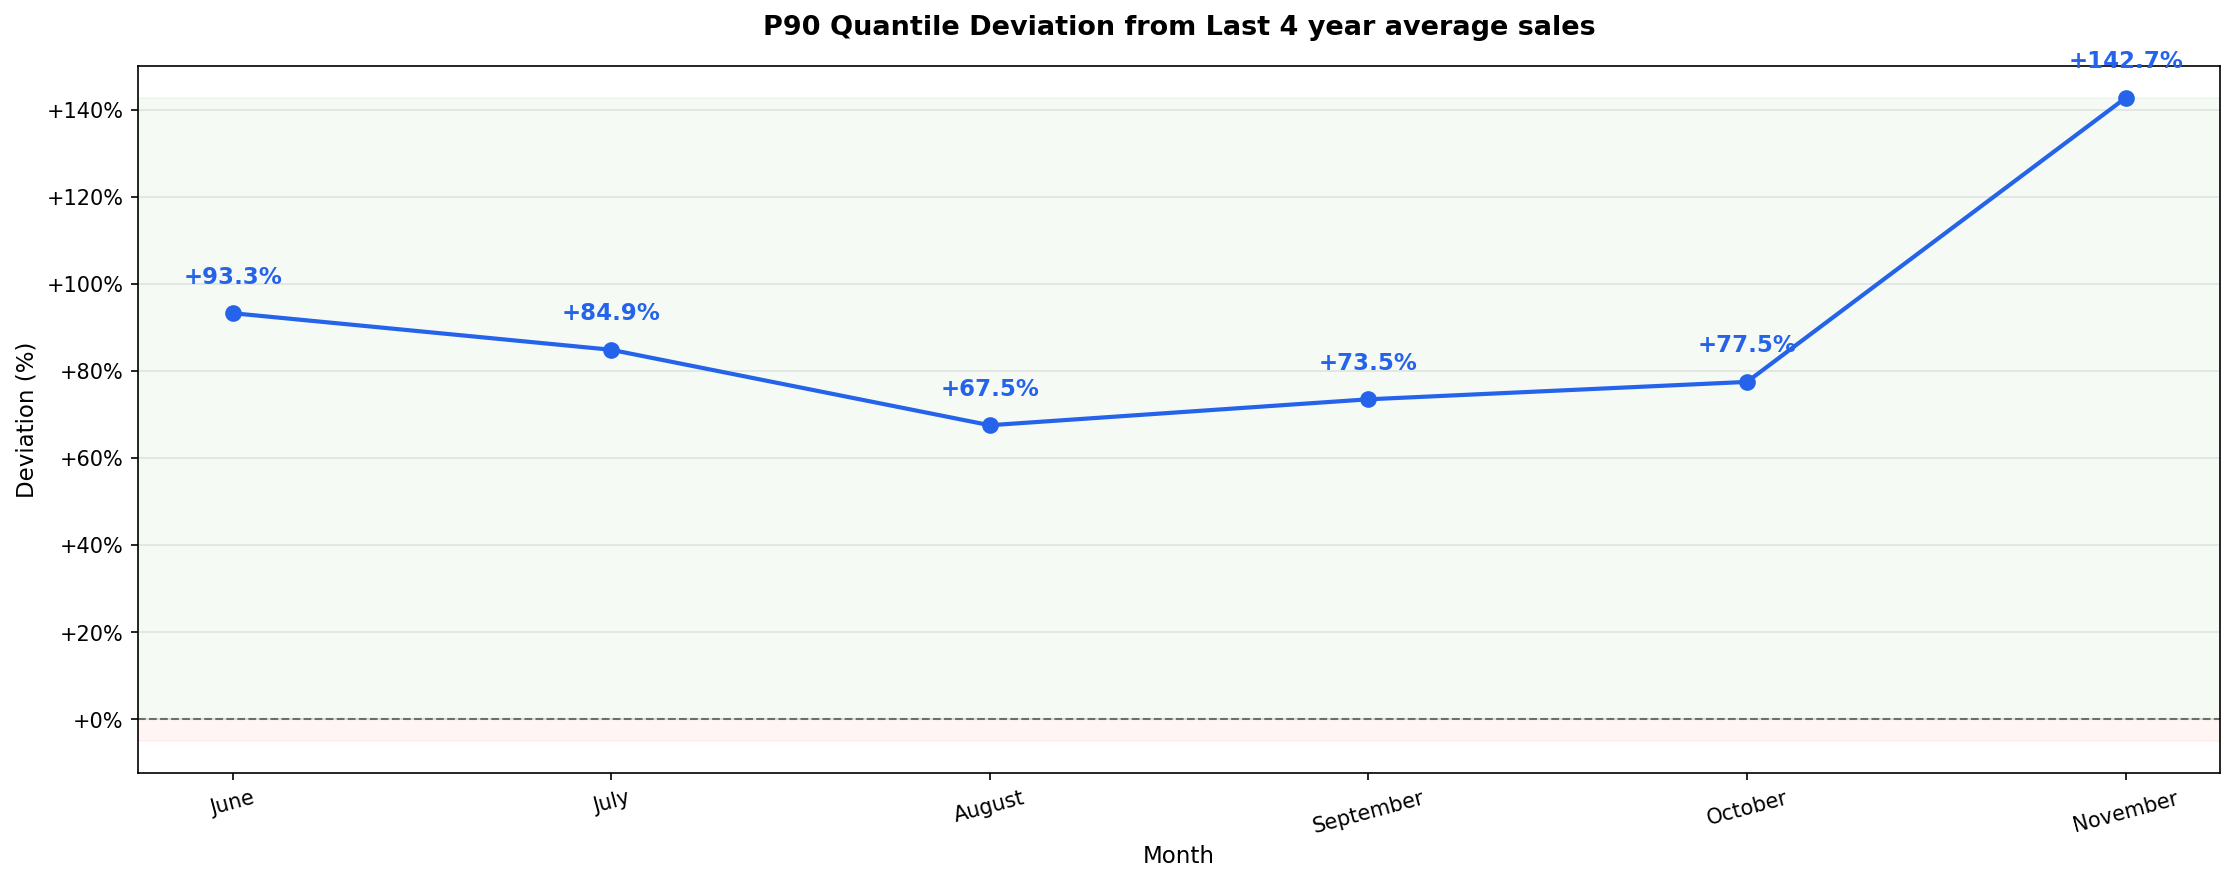 P90 Quantile Deviation from Last 4 year average sales
+142.7%
+140%
+120%
+100%
+93.3%
+84.9%
+80%
+77.5%
+73.5%
+67.5%
+60%
+40%
+20%
+0%
Deviation (%)
June
July
August
September
October
November
Month